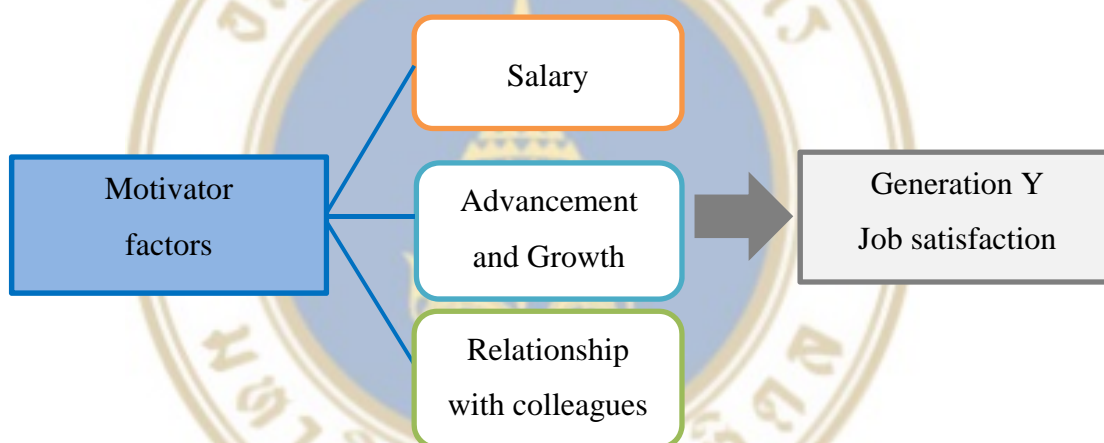 Salary
Motivator
factors
Advancement
and Growth
Generation Y
Job satisfaction
Relationship
with colleagues